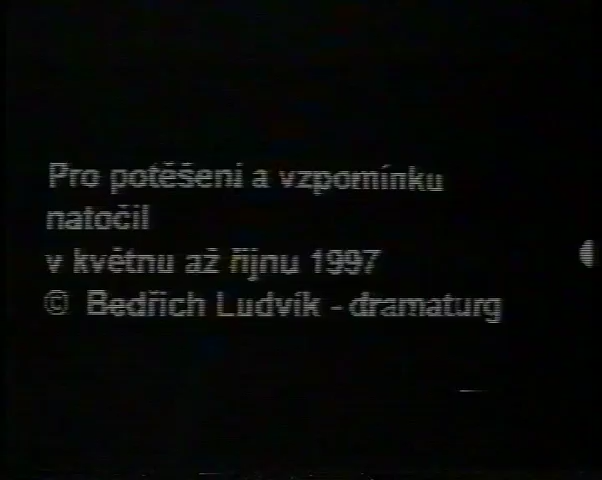 Pro potěšení a vzpomínku
natočil
v květnu až říjnu 1997
© Bedřich Ludvík - dramaturg